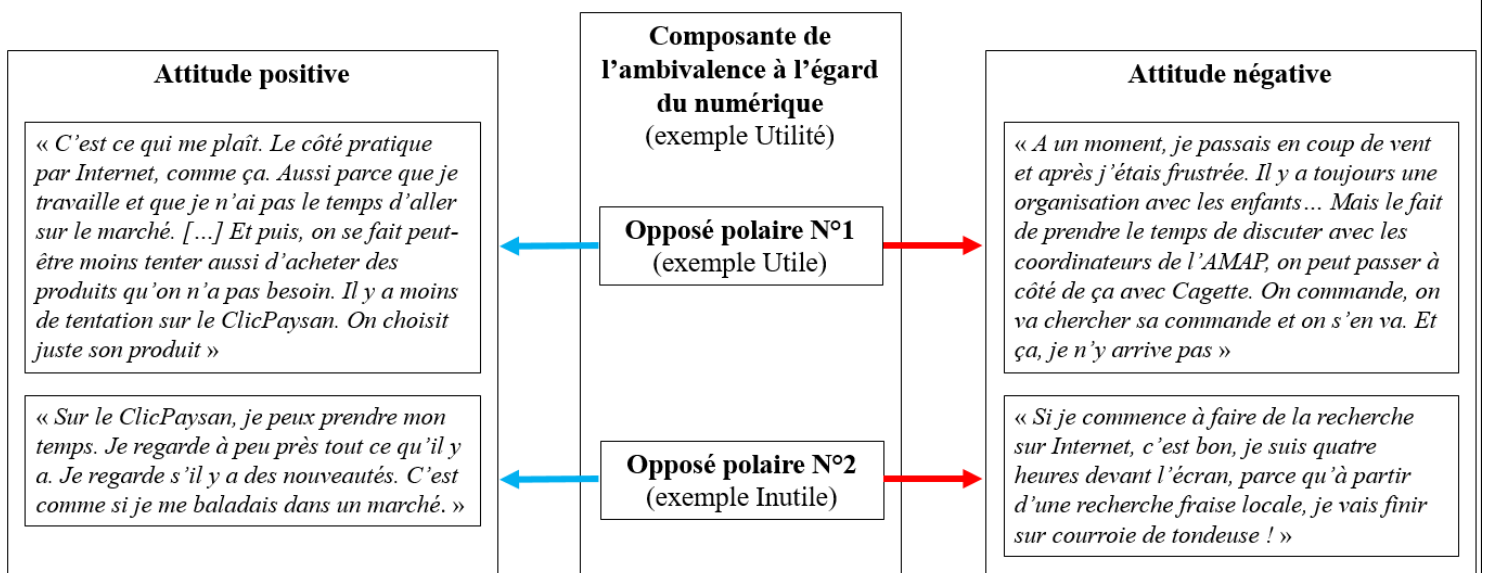 Attitude positive
« C’est ce qui me plaît. Le côté pratique
par Internet, comme ça. Aussi parce que je
travaille et que je n’ai pas le temps d’aller
sur le marché. […] Et puis, on se fait peut-
être moins tenter aussi d’acheter des
produits qu’on n’a pas besoin. Il y a moins
de tentation sur le ClicPaysan. On choisit
juste son produit »
« Sur le ClicPaysan, je peux prendre mon
temps. Je regarde à peu près tout ce qu’il y
a. Je regarde s’il y a des nouveautés. C’est
comme si je me baladais dans un marché. »
Composante de
l’ambivalence à l’égard
du numérique
(exemple Utilité)
Opposé polaire N°1
(exemple Utile)
Opposé polaire N°2
(exemple Inutile)
Attitude négative
« A un moment, je passais en coup de vent
et après j’étais frustrée. Il y a toujours une
organisation avec les enfants… Mais le fait
de prendre le temps de discuter avec les
coordinateurs de l’AMAP, on peut passer à
côté de ça avec Cagette. On commande, on
va chercher sa commande et on s’en va. Et
ça, je n’y arrive pas »
« Si je commence à faire de la recherche
sur Internet, c’est bon, je suis quatre
heures devant l’écran, parce qu’à partir
d’une recherche fraise locale, je vais finir
sur courroie de tondeuse ! »